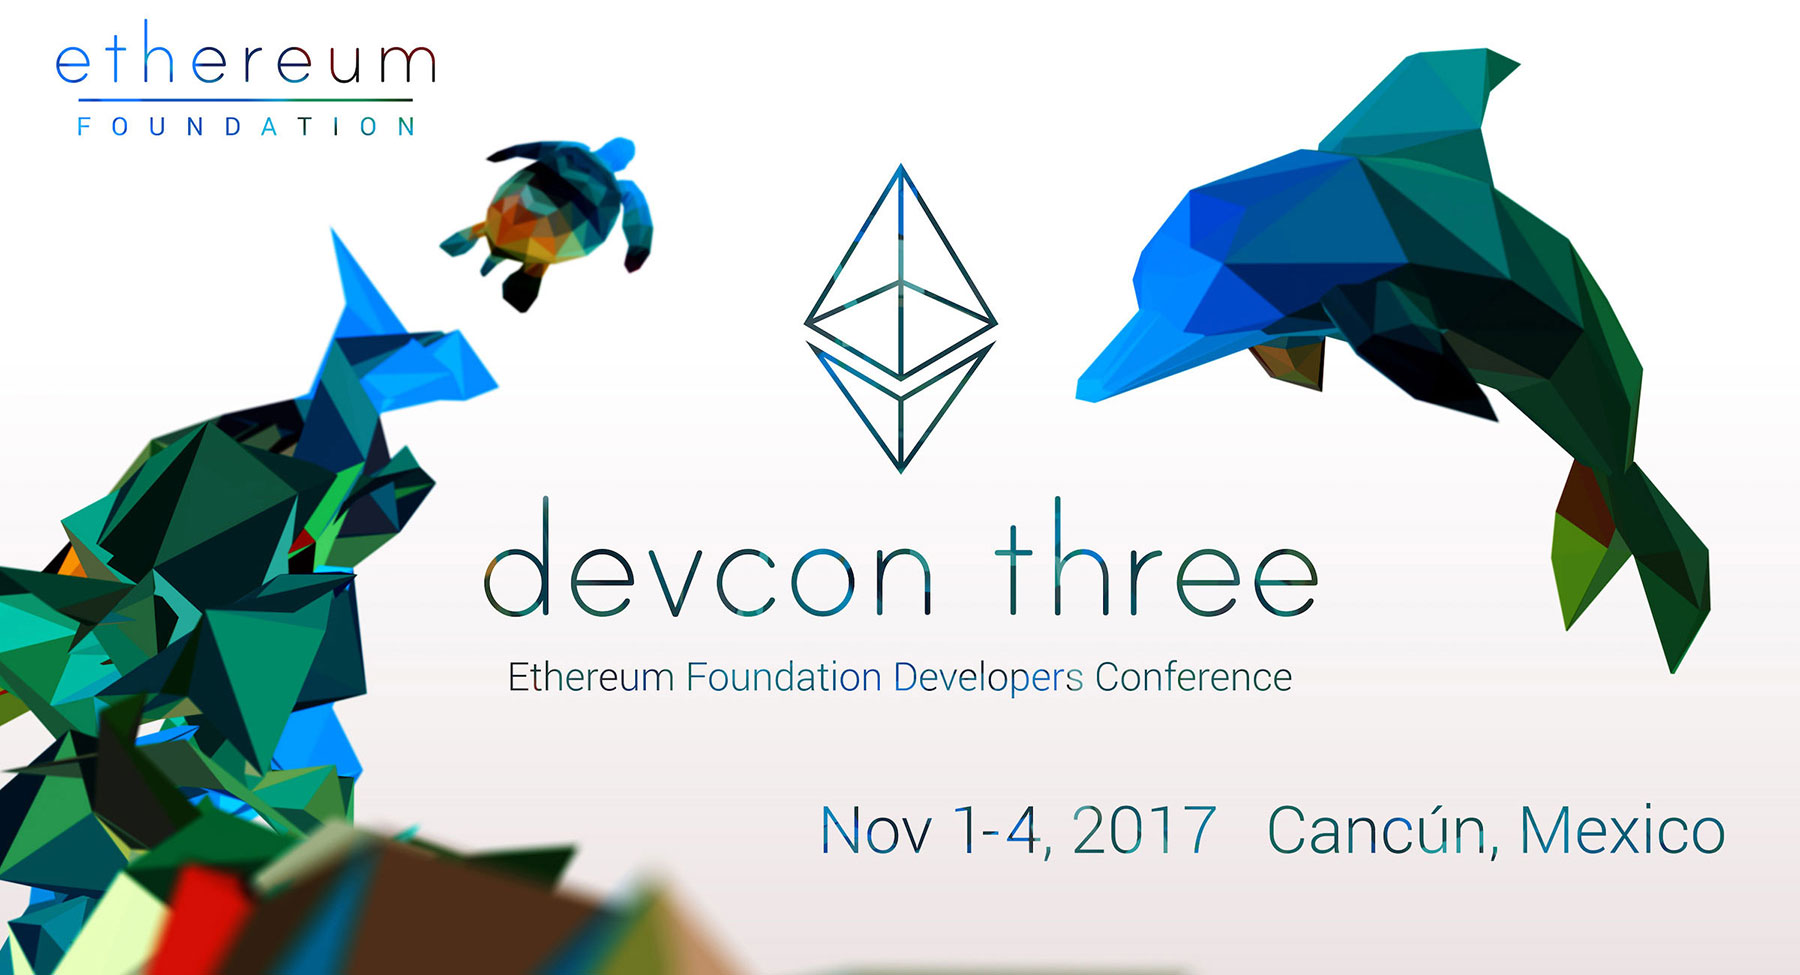 ethereum
FOUNDATION
devcon three
Ethereum Foundation Developers Conference
Nov 1-4, 2017 Cancún, Mexico